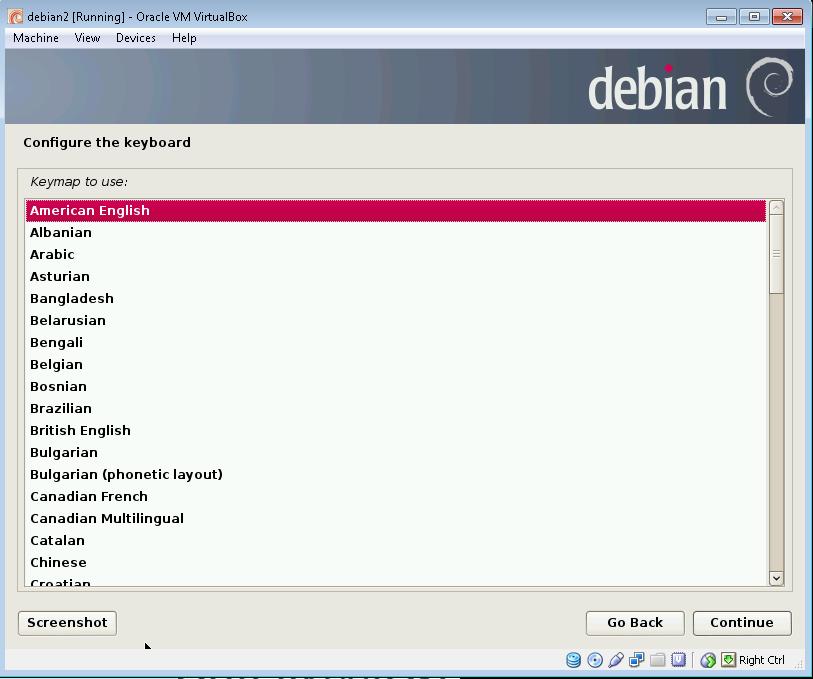 debian2 [Running] - Oracle VM VirtualBox
Machine View Devices Help
debian
Configure the keyboard
Keymap to use:
American English
Albanian
Arabic
Asturian
Bangladesh
Belarusian
Bengali
Belgian
Bosnian
Brazilian
British English
Bulgarian
Bulgarian (phonetic layout)
Canadian French
Canadian Multilingual
Catalan
Chinese
Croatian
Screenshot Go Back Continue
Right Ctrl